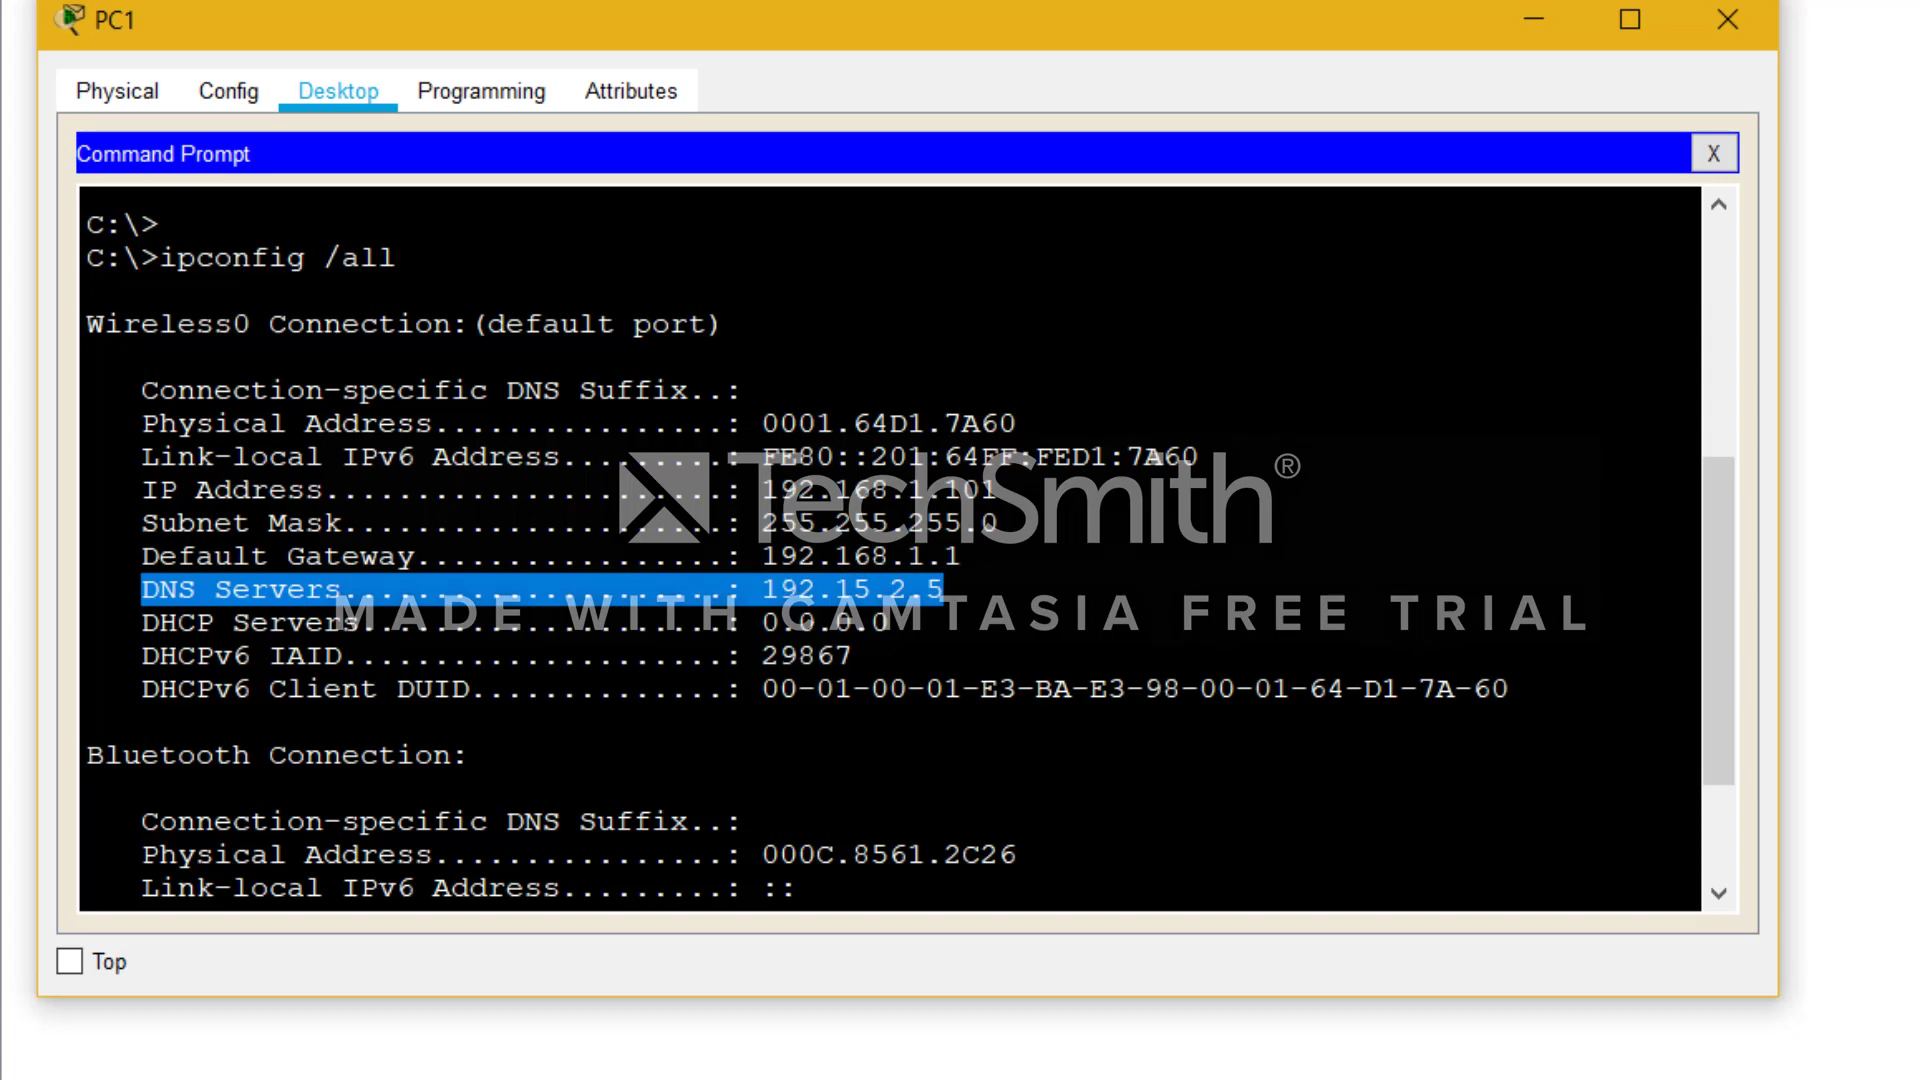 PC1
Physical Config Desktop Programming Attributes
Command Prompt X
C:\>
C:\>ipconfig /all
Wireless0 Connection:(default port)
Connection-specific DNS Suffix..:
Physical Address................: 0001.64D1.7A60
Link-local IPv6 Address.........: FE80::201:64FF:FED1:7A60
IP Address......................: 192.168.1.101
Subnet Mask.....................: 255.255.255.0
Default Gateway.................: 192.168.1.1
DNS Servers.....................: 192.15.2.5
DHCP Servers....................: 0.0.0.0
DHCPv6 IAID.....................: 29867
DHCPv6 Client DUID..............: 00-01-00-01-E3-BA-E3-98-00-01-64-D1-7A-60
Bluetooth Connection:
Connection-specific DNS Suffix..:
Physical Address................: 000C.8561.2C26
Link-local IPv6 Address.........: ::
Top
TechSmith®
MADE WITH CAMTASIA FREE TRIAL